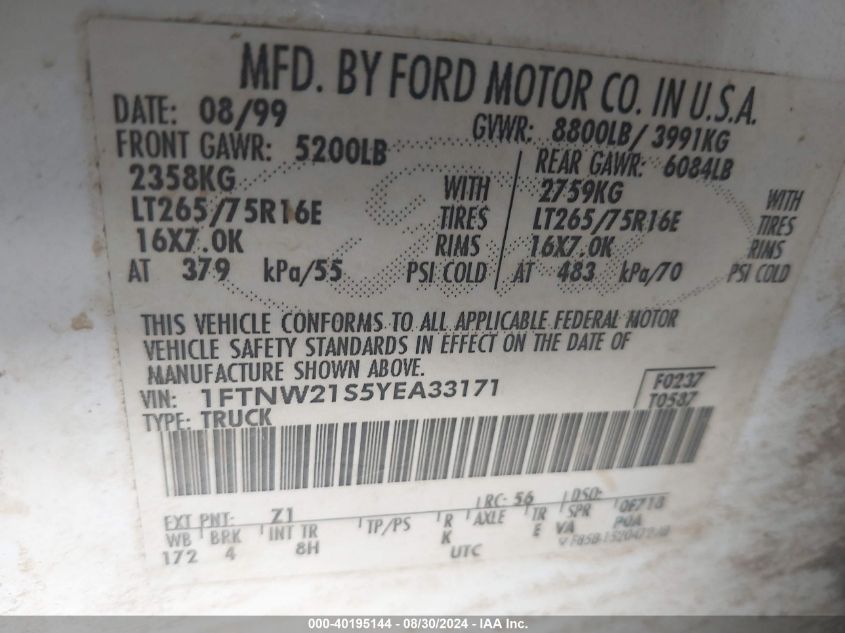 MFD. BY FORD MOTOR CO. IN U.S.A.
DATE: 08/99 GVWR: 8800LB/ 3991KG
FRONT GAWR: 5200LB REAR GAWR: 6084LB
2358KG WITH 2759KG WITH
LT265/75R16E TIRES LT265/75R16E TIRES
16X7.0K RIMS 16X7.0K RIMS
AT 379 kPa/55 PSI COLD AT 483 kPa/70 PSI COLD
THIS VEHICLE CONFORMS TO ALL APPLICABLE FEDERAL MOTOR
VEHICLE SAFETY STANDARDS IN EFFECT ON THE DATE OF
MANUFACTURE SHOWN ABOVE.
VIN: 1FTNW21S5YEA33171 F0237
TYPE: TRUCK T0587
EXT PNT: Z1 RC: 56 DSO:
WB BRK INT TR TP/PS R AXLE TR SPR
172 4 8H K E VA PQA
UTC
000-40195144 - 08/30/2024 - IAA Inc.